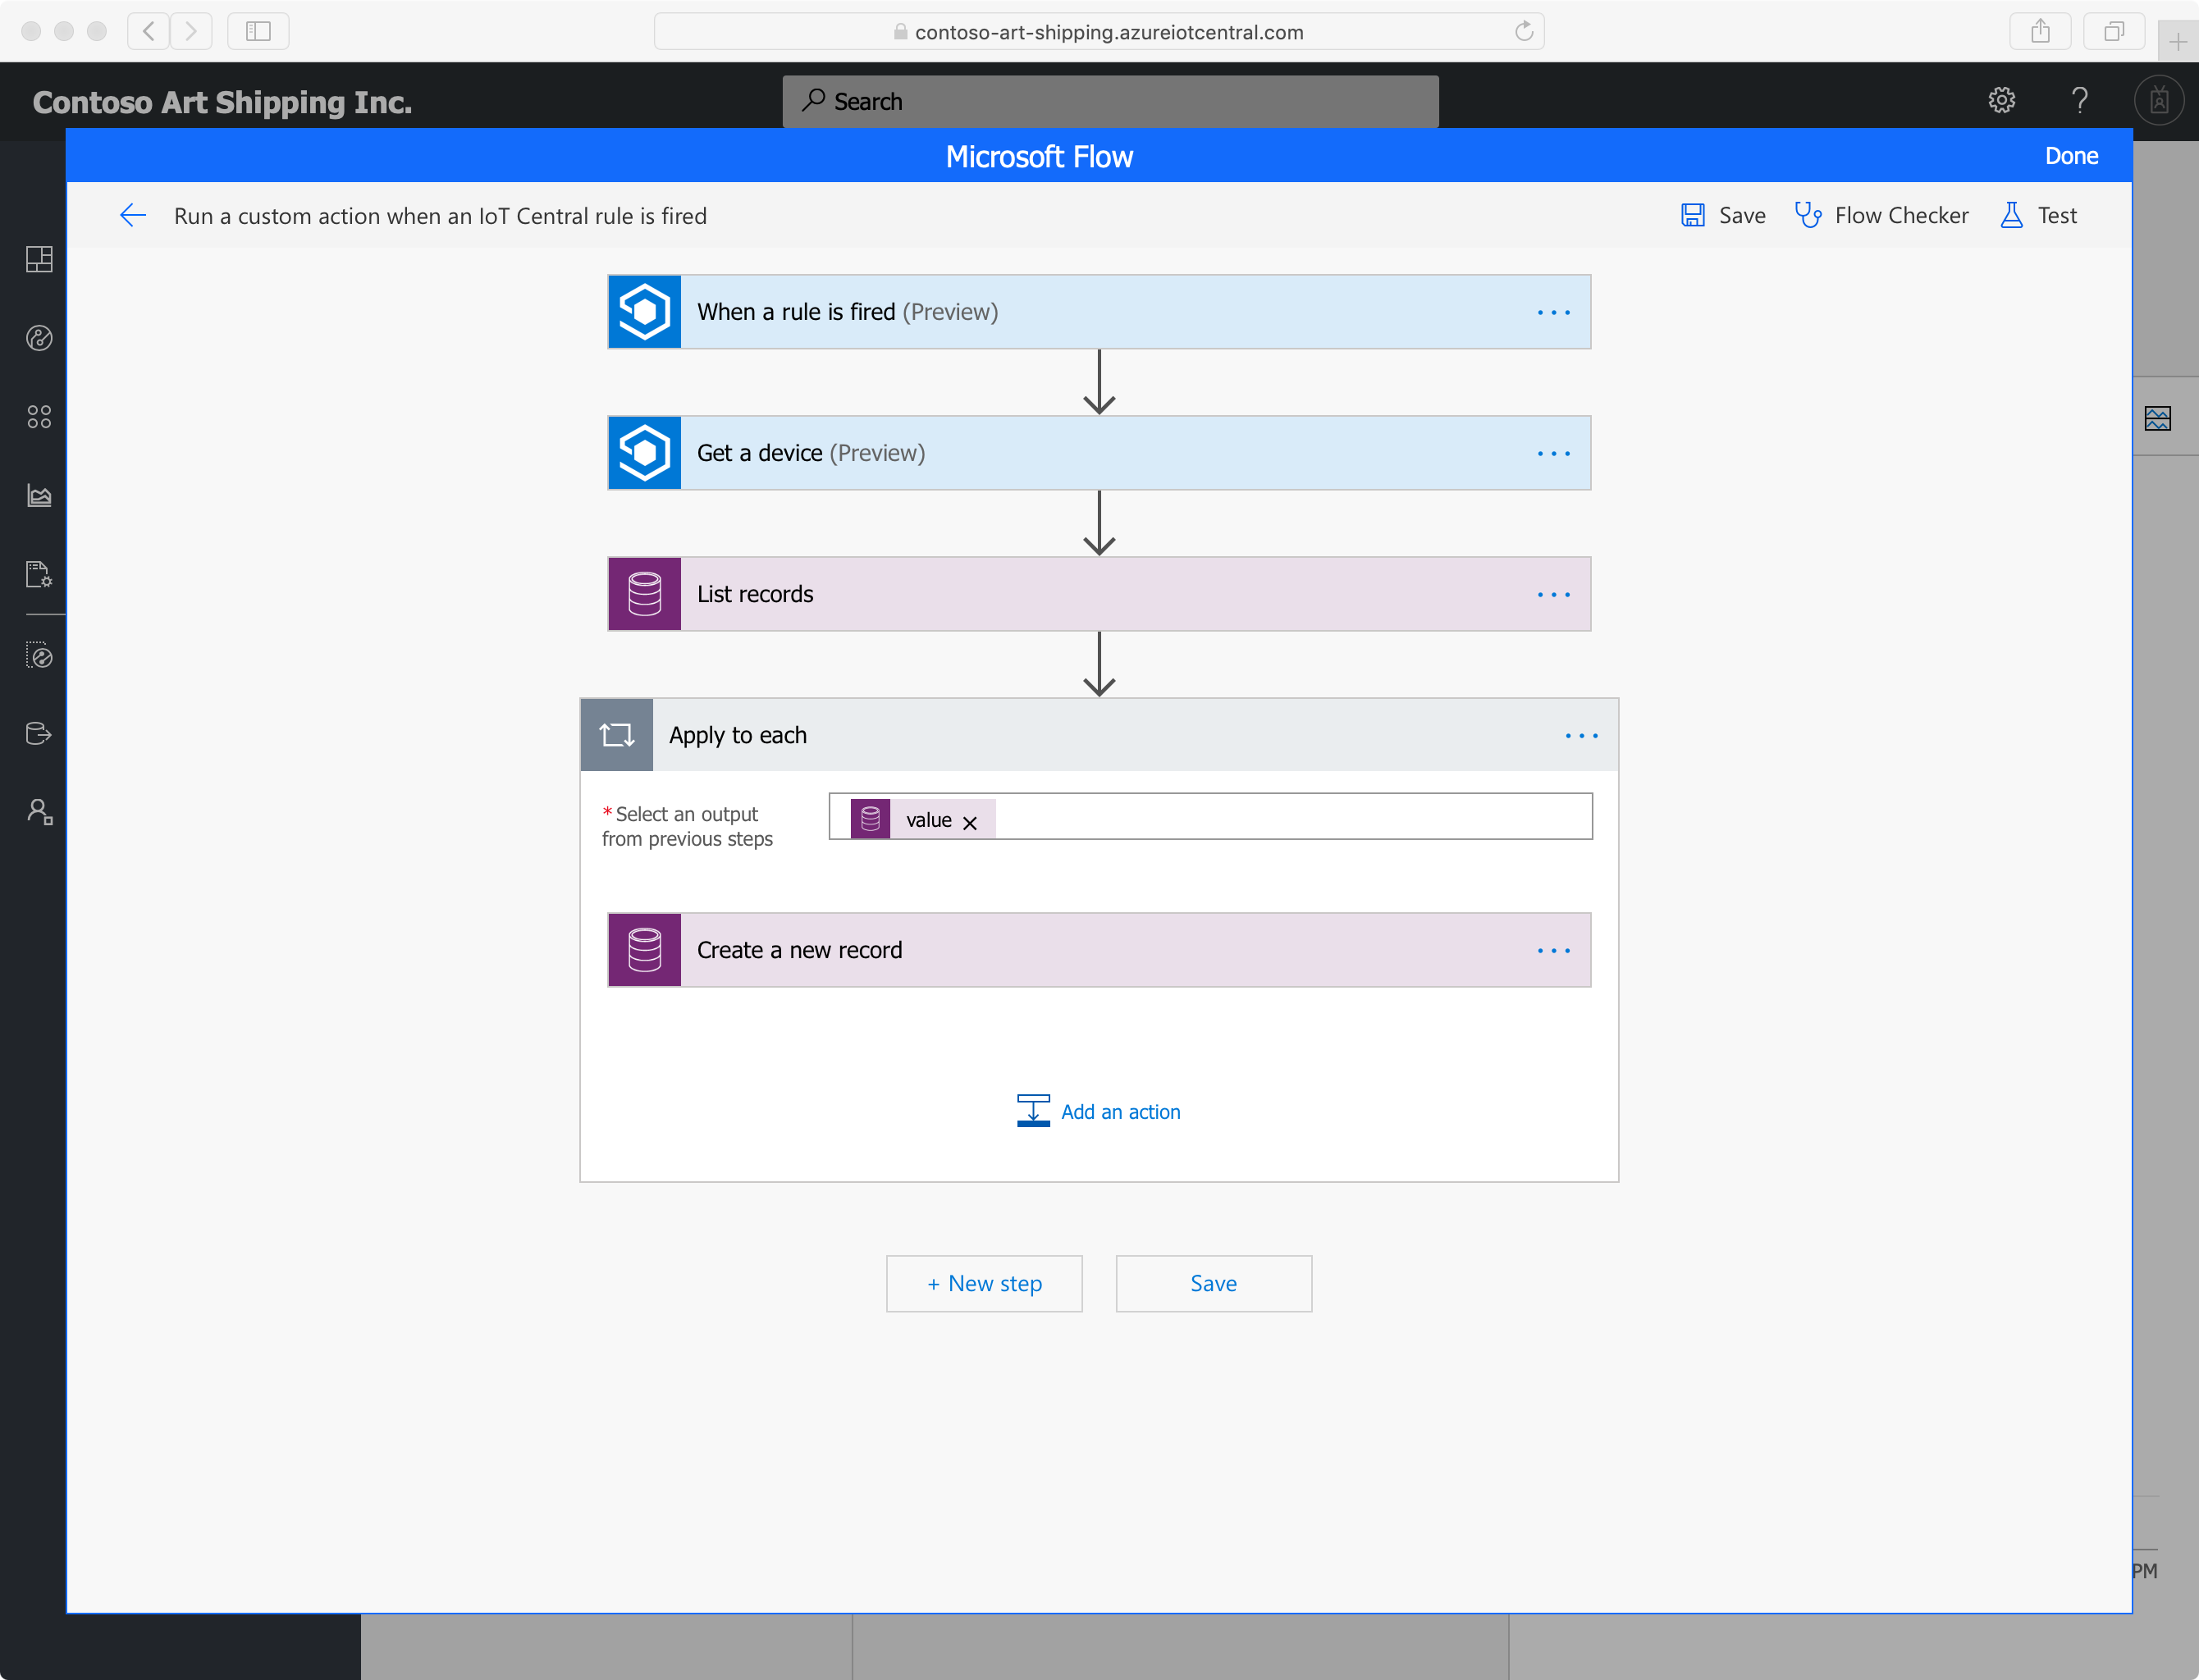 contoso-art-shipping.azureiotcentral.com
Contoso Art Shipping Inc.
Search
?
Microsoft Flow
Done
Run a custom action when an IoT Central rule is fired
Save
Flow Checker
Test
When a rule is fired (Preview)
Get a device (Preview)
List records
Apply to each
*Select an output
from previous steps
value
Create a new record
Add an action
+ New step
Save
PM